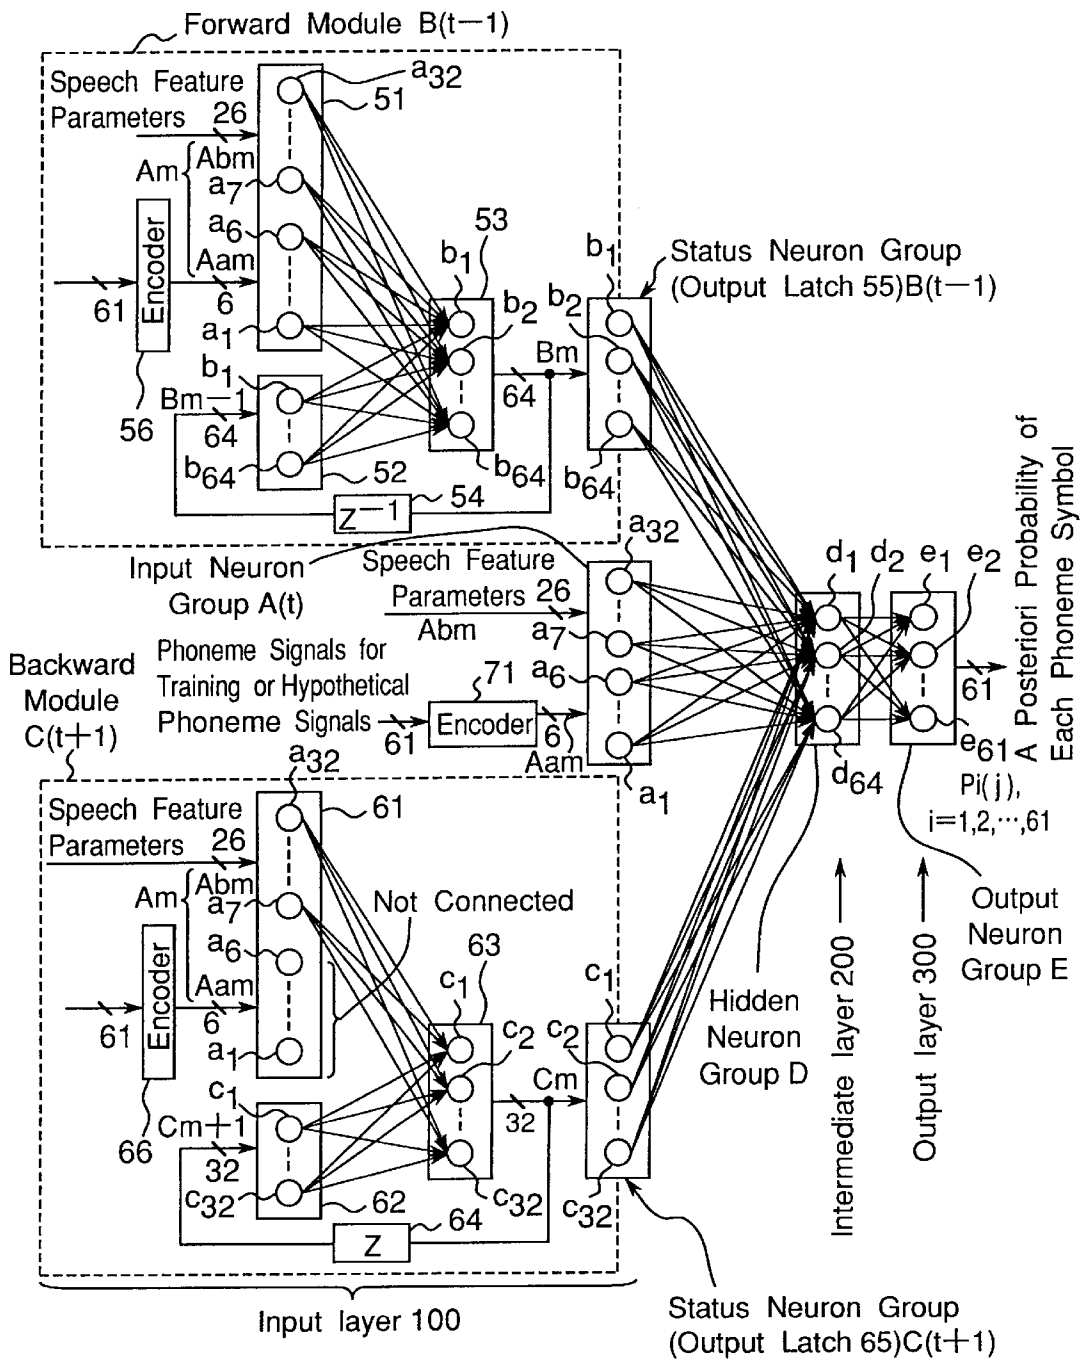 Forward Module B(t−1)
Speech Feature
Parameters
26
a32
51
Am
Abm
a7
a6
Aam
61
Encoder
6
a1
56
Bm−1
64
b1
b64
52
53
b1
b2
b64
Bm
64
54
Z−1
b1
b2
b64
Status Neuron Group
(Output Latch 55)B(t−1)
Input Neuron
Group A(t)
Speech Feature
Parameters
26
Abm
a32
a7
a6
a1
Phoneme Signals for
Training or Hypothetical
Phoneme Signals
61
71
Encoder
6
Aam
d1
d2
d64
e1
e2
e61
61
A Posteriori Probability of
Each Phoneme Symbol
Pi(j),
i=1,2,···,61
Backward
Module
C(t+1)
Speech Feature
Parameters
26
a32
61
Am
Abm
a7
a6
Aam
61
Encoder
6
a1
66
Not Connected
Cm+1
32
c1
c32
62
63
c1
c2
c32
Cm
32
64
Z
c1
c2
c32
Hidden
Neuron
Group D
Intermediate layer 200
Output layer 300
Output
Neuron
Group E
Input layer 100
Status Neuron Group
(Output Latch 65)C(t+1)